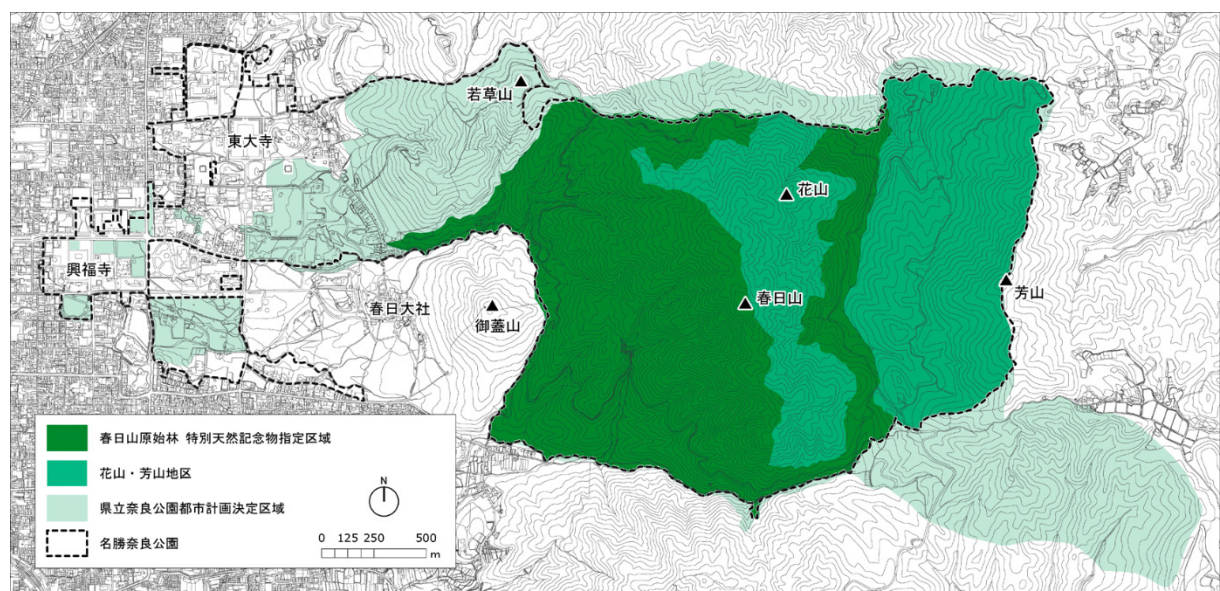 若草山
東大寺
花山
興福寺
春日大社
御蓋山
春日山
芳山
春日山原始林 特別天然記念物指定区域
花山・芳山地区
県立奈良公園都市計画決定区域
名勝奈良公園
N
0 125 250 500
m